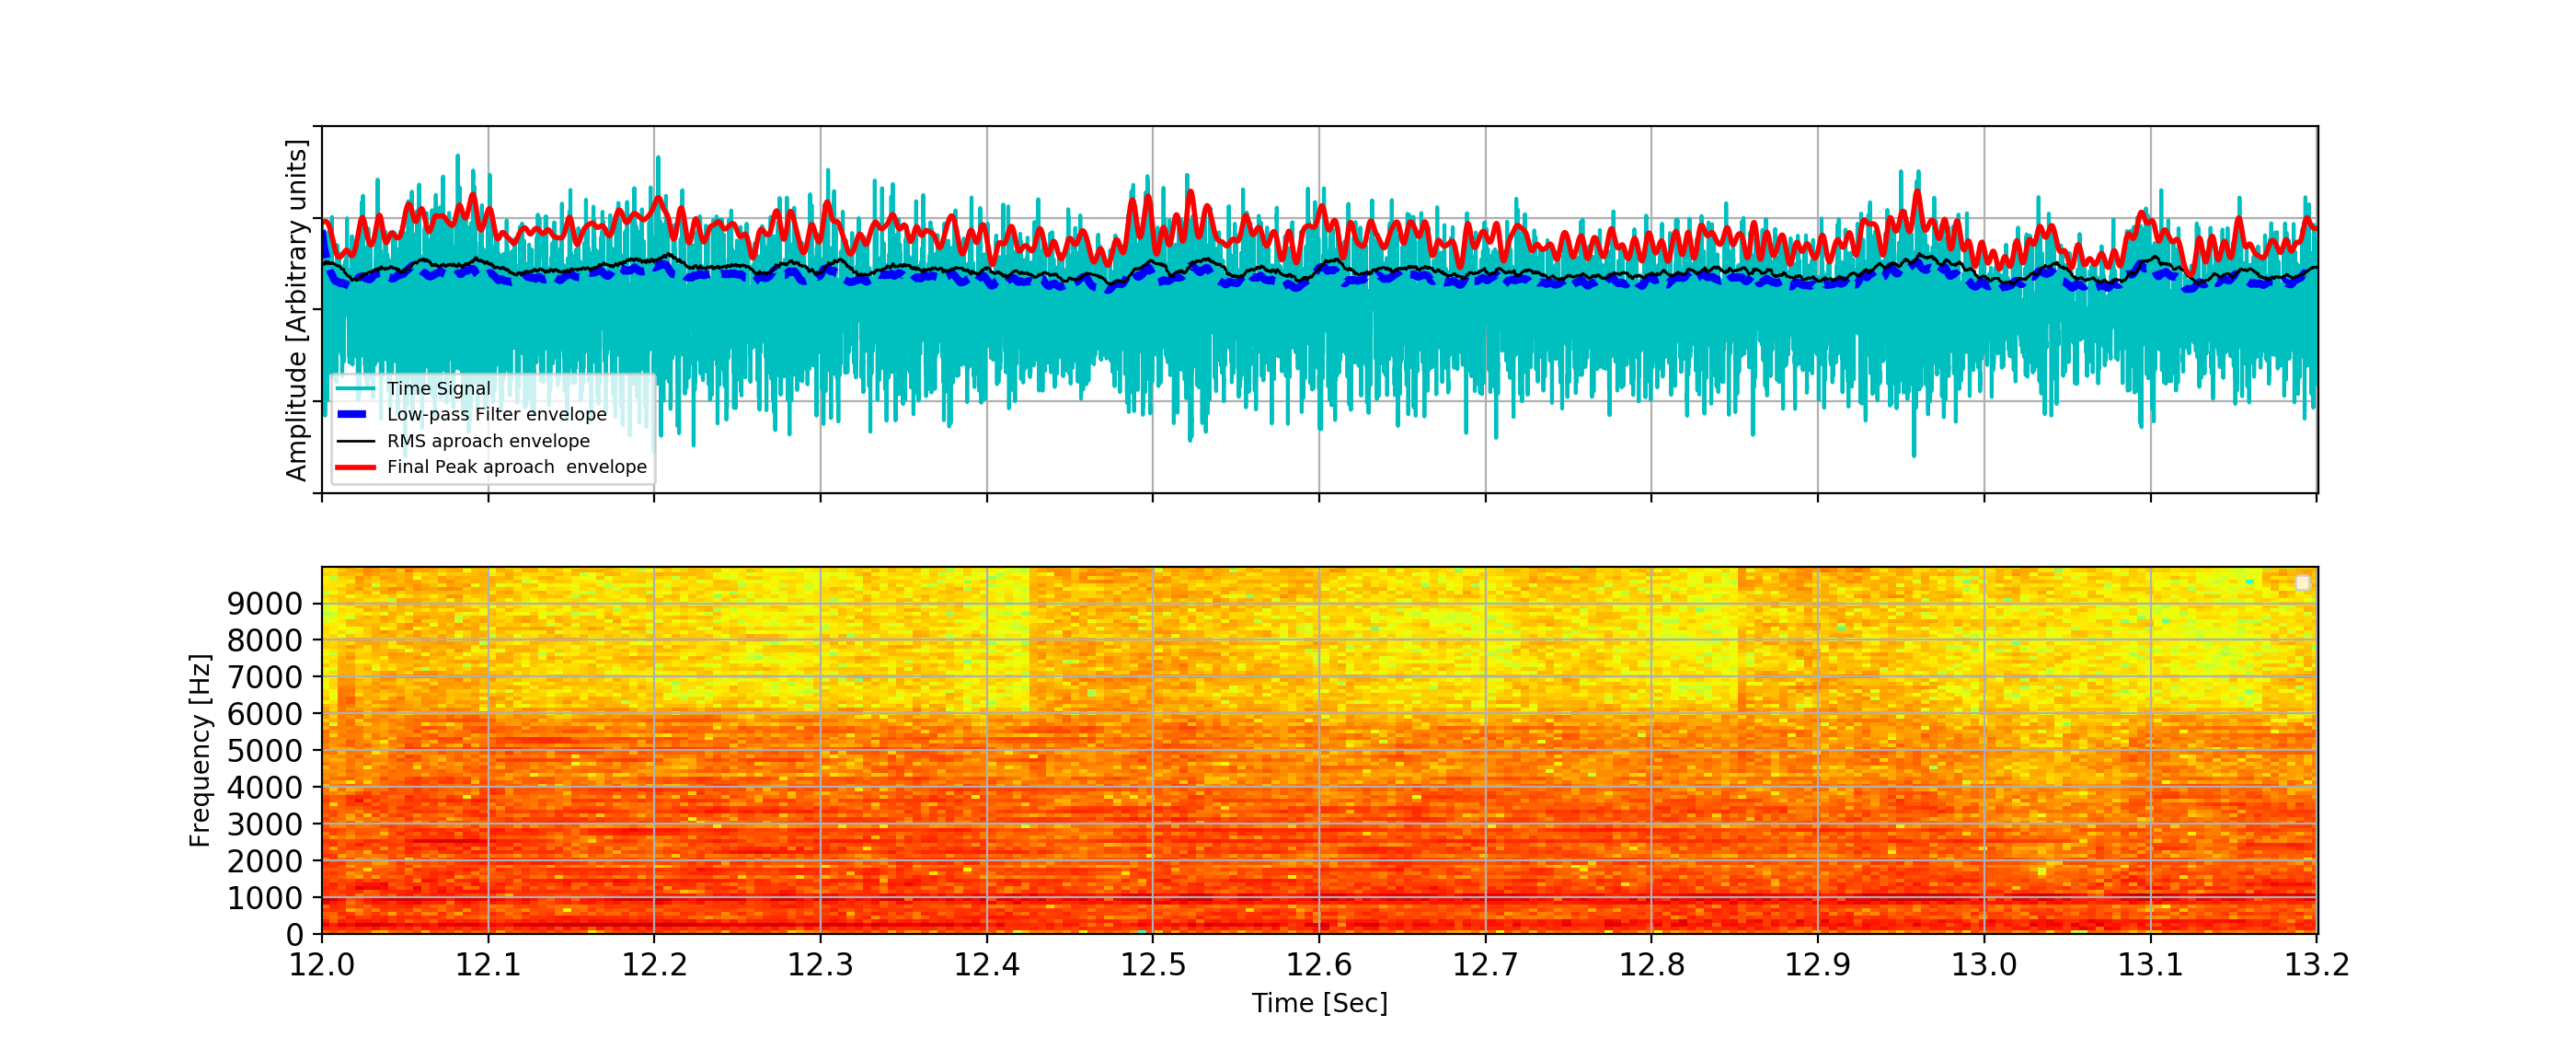 Amplitude [Arbitrary units]
Time Signal
Low-pass Filter envelope
RMS aproach envelope
Final Peak aproach  envelope
Frequency [Hz]
9000
8000
7000
6000
5000
4000
3000
2000
1000
0
12.0 12.1 12.2 12.3 12.4 12.5 12.6 12.7 12.8 12.9 13.0 13.1 13.2
Time [Sec]